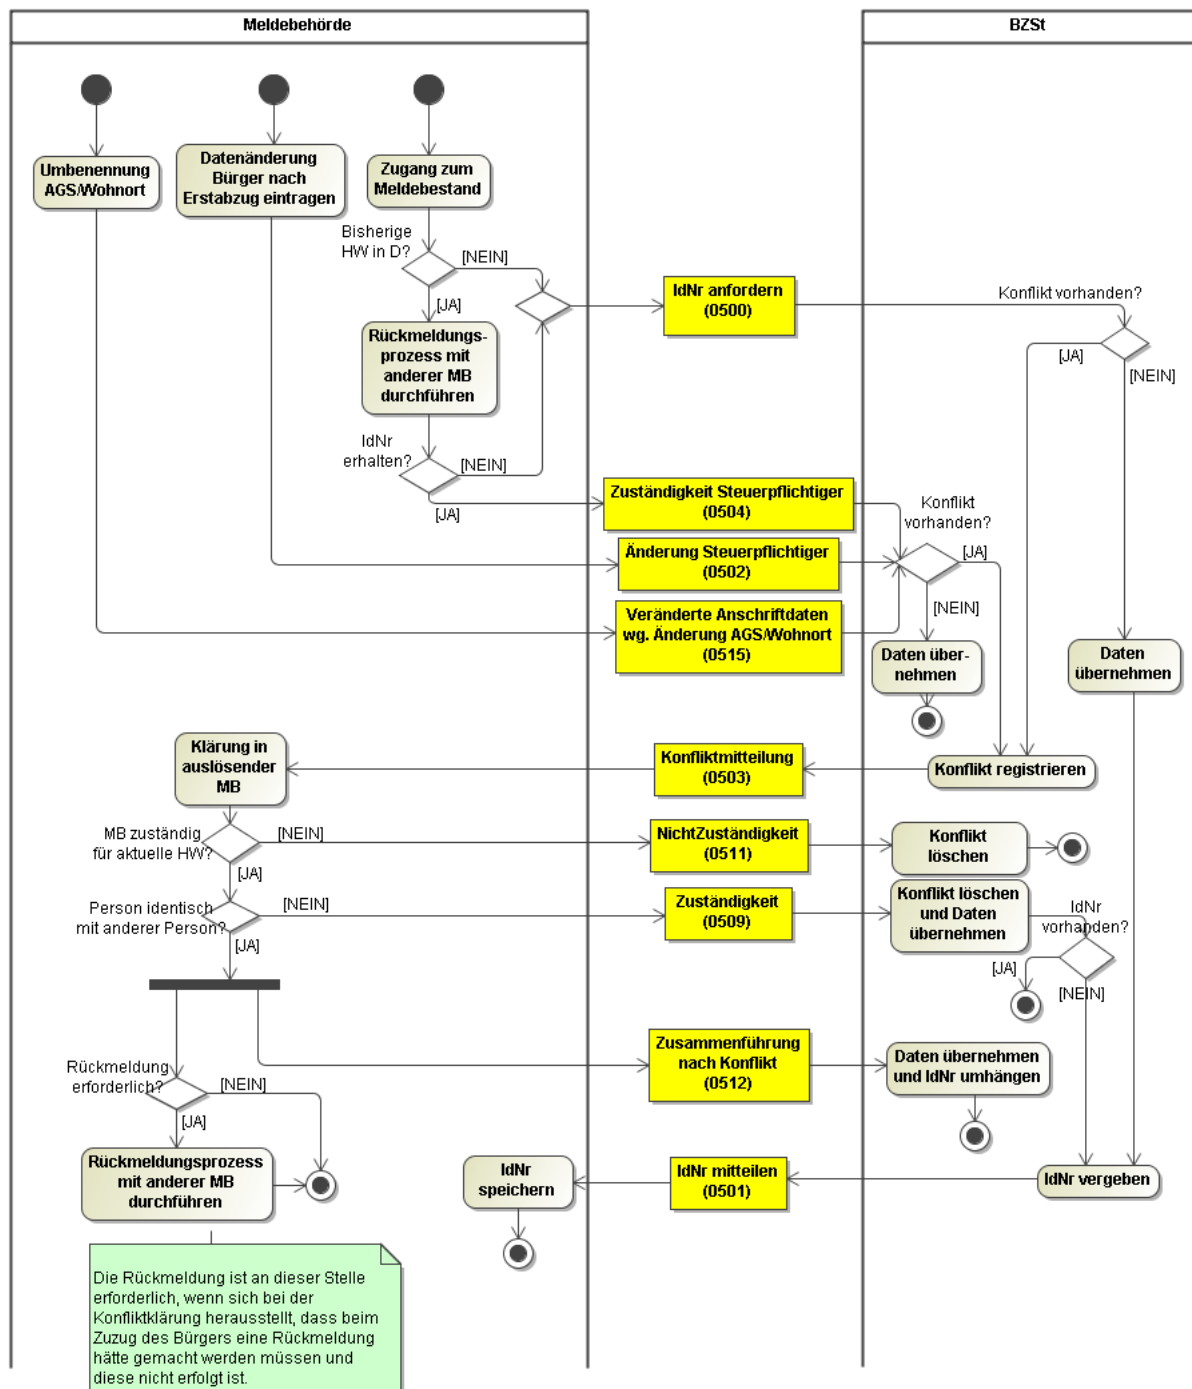 Meldebehörde
BZSt
Umbenennung
AGS/Wohnort
Datenänderung
Bürger nach
Erstabzug eintragen
Zugang zum
Meldebestand
Bisherige
HW in D?
[NEIN]
[JA]
Rückmeldungs-
prozess mit
anderer MB
durchführen
IdNr
erhalten?
[NEIN]
[JA]
IdNr anfordern
(0500)
Konflikt vorhanden?
[JA]
[NEIN]
Zuständigkeit Steuerpflichtiger
(0504)
Änderung Steuerpflichtiger
(0502)
Veränderte Anschriftdaten
wg. Änderung AGS/Wohnort
(0515)
Konflikt
vorhanden?
[JA]
[NEIN]
Daten über-
nehmen
Daten
übernehmen
Klärung in
auslösender
MB
Konfliktmitteilung
(0503)
Konflikt registrieren
MB zuständig
für aktuelle HW?
[NEIN]
[JA]
NichtZuständigkeit
(0511)
Konflikt
löschen
Person identisch
mit anderer Person?
[NEIN]
[JA]
Zuständigkeit
(0509)
Konflikt löschen
und Daten
übernehmen
IdNr
vorhanden?
[JA]
[NEIN]
Rückmeldung
erforderlich?
[NEIN]
[JA]
Zusammenführung
nach Konflikt
(0512)
Daten übernehmen
und IdNr umhängen
Rückmeldungsprozess
mit anderer MB
durchführen
IdNr
speichern
IdNr mitteilen
(0501)
IdNr vergeben
Die Rückmeldung ist an dieser Stelle
erforderlich, wenn sich bei der
Konfliktklärung herausstellt, dass beim
Zuzug des Bürgers eine Rückmeldung
hätte gemacht werden müssen und
diese nicht erfolgt ist.